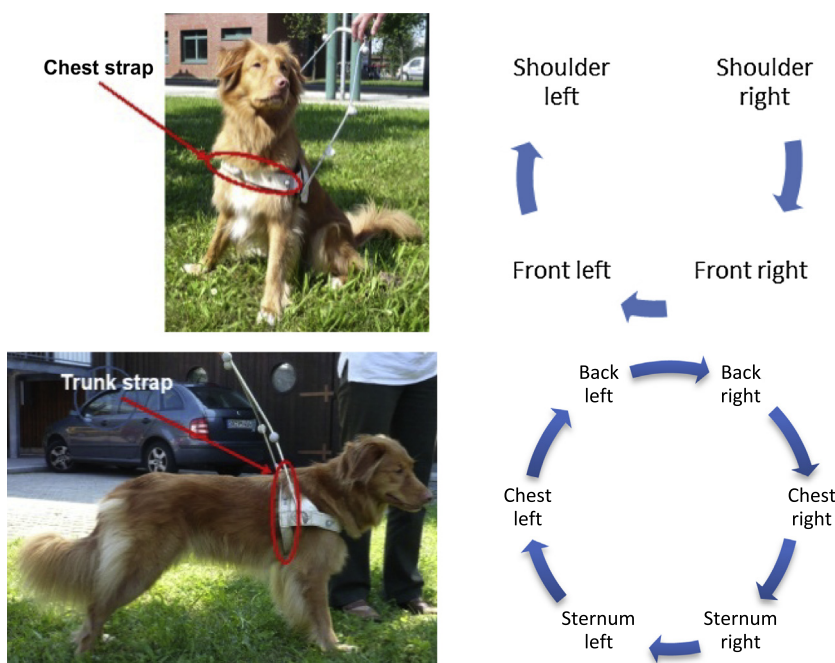 Chest strap
Shoulder
left
Shoulder
right
Front left
Front right
Trunk strap
Back
left
Back
right
Chest
left
Chest
right
Sternum
left
Sternum
right